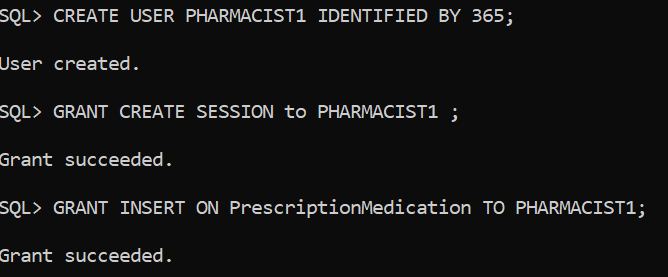 SQL> CREATE USER PHARMACIST1 IDENTIFIED BY 365;
User created.
SQL> GRANT CREATE SESSION to PHARMACIST1 ;
Grant succeeded.
SQL> GRANT INSERT ON PrescriptionMedication TO PHARMACIST1;
Grant succeeded.